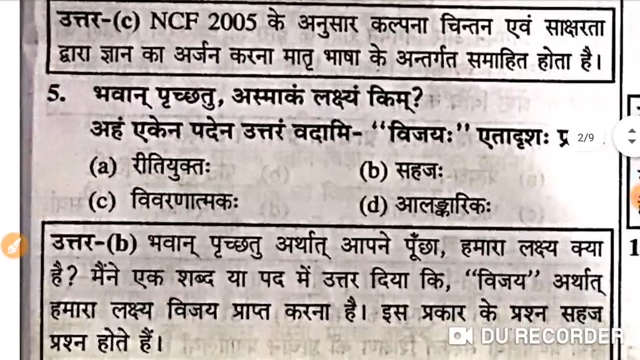 उत्तर-(c) NCF 2005 के अनुसार कल्पना चिन्तन एवं साक्षरता
द्वारा ज्ञान का अर्जन करना मातृ भाषा के अन्तर्गत समाहित होता है।
5. भवान् पृच्छतु, अस्माकं लक्ष्यं किम्?
अहं एकेन पदेन उत्तरं वदामि- “विजयः” एतादृशः प्र
2/9
(a) रीतियुक्तः (b) सहजः
(c) विवरणात्मकः (d) आलङ्कारिकः
उत्तर-(b) भवान् पृच्छतु अर्थात् आपने पूँछा, हमारा लक्ष्य क्या
है? मैंने एक शब्द या पद में उत्तर दिया कि, “विजय” अर्थात्
हमारा लक्ष्य विजय प्राप्त करना है। इस प्रकार के प्रश्न सहज
प्रश्न होते हैं।
DU RECORDER